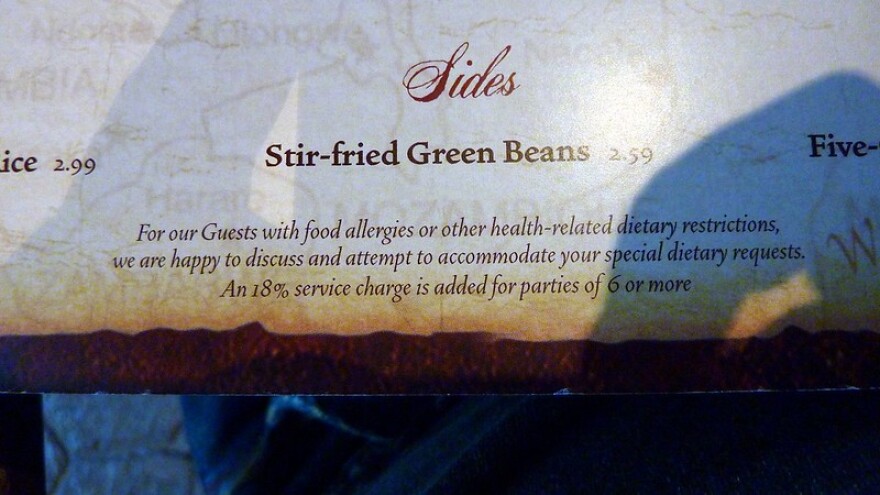 Sides
ice 2.99 Stir-fried Green Beans 2.59 Five-
For our Guests with food allergies or other health-related dietary restrictions,
we are happy to discuss and attempt to accommodate your special dietary requests.
An 18% service charge is added for parties of 6 or more
Harare